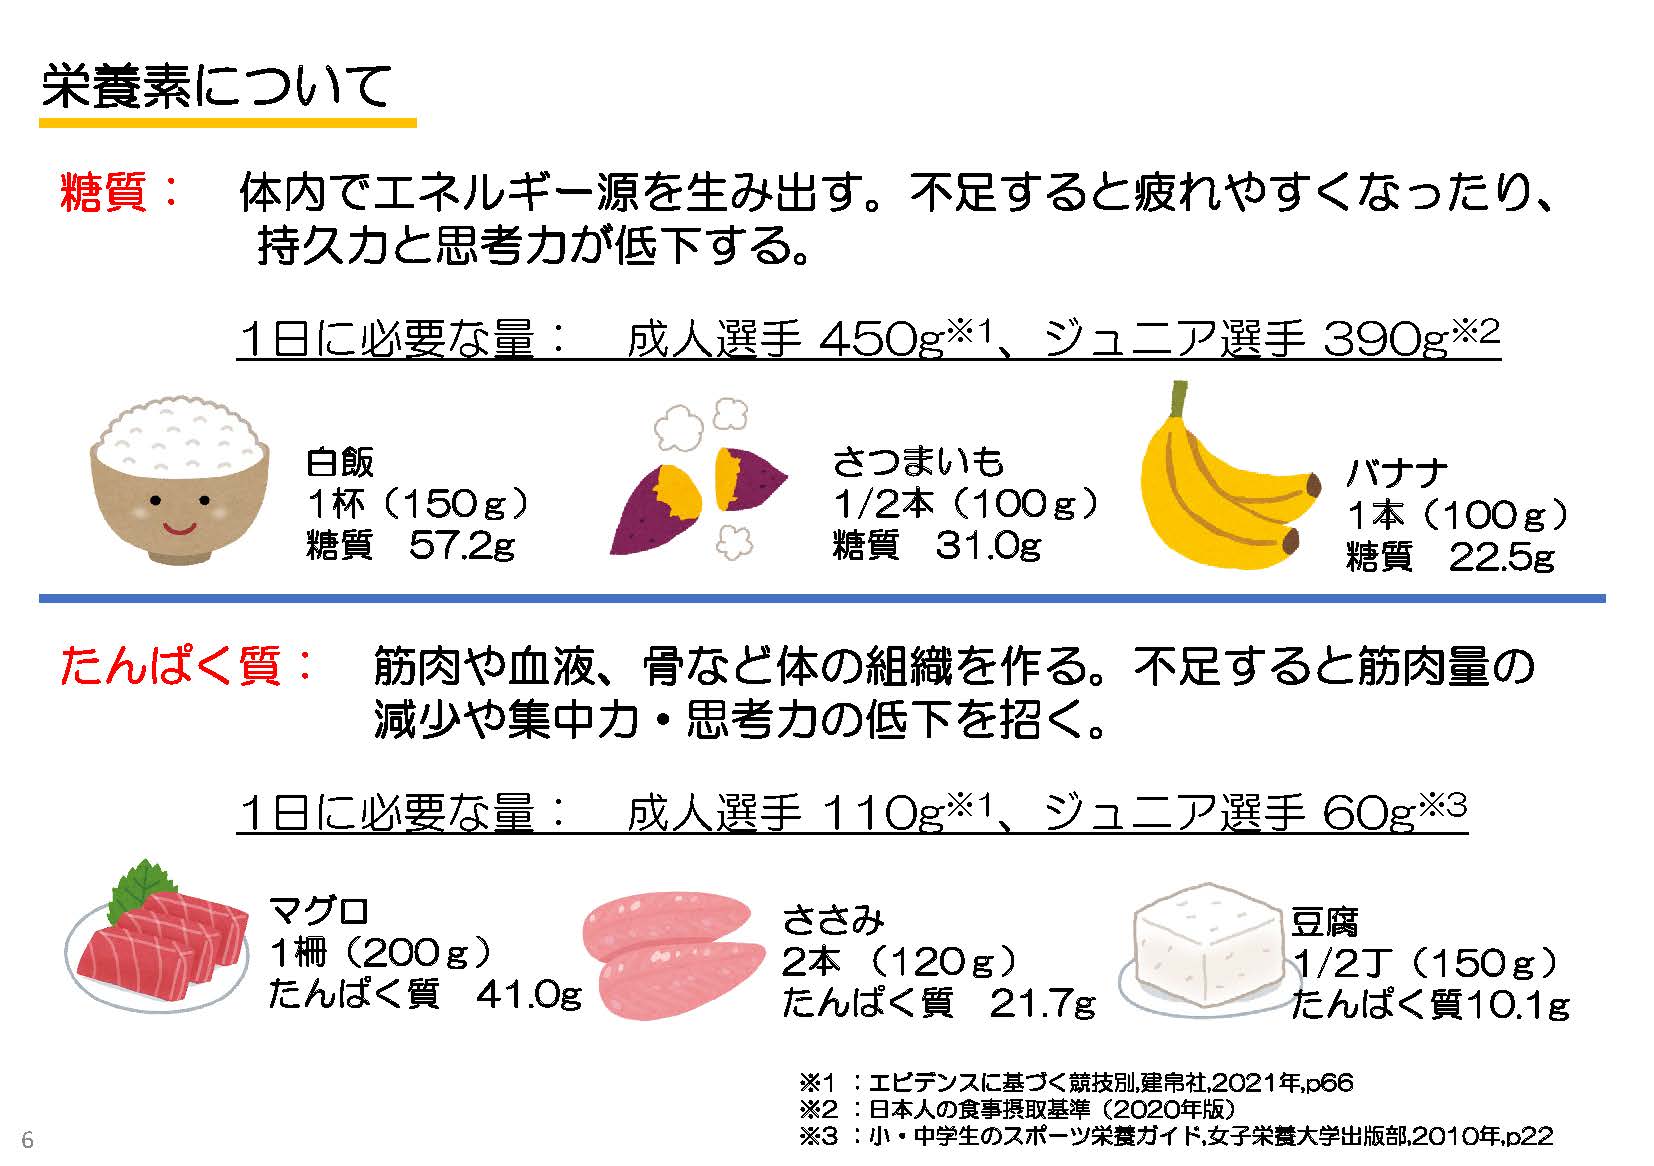 栄養素について
糖質： 体内でエネルギー源を生み出す。不足すると疲れやすくなったり、
持久力と思考力が低下する。
1日に必要な量： 成人選手 450g※1、ジュニア選手 390g※2
白飯
1杯（150ｇ）
糖質 57.2g
さつまいも
1/2本（100ｇ）
糖質 31.0g
バナナ
1本（100ｇ）
糖質 22.5g
たんぱく質： 筋肉や血液、骨など体の組織を作る。不足すると筋肉量の
減少や集中力・思考力の低下を招く。
1日に必要な量： 成人選手 110g※1、ジュニア選手 60g※3
マグロ
1柵（200ｇ）
たんぱく質 41.0g
ささみ
2本 （120ｇ）
たんぱく質 21.7g
豆腐
1/2丁（150ｇ）
たんぱく質10.1g
※1 ：エビデンスに基づく競技別,建帛社,2021年,p66
※2 ：日本人の食事摂取基準（2020年版）
※3 ：小・中学生のスポーツ栄養ガイド,女子栄養大学出版部,2010年,p22
6